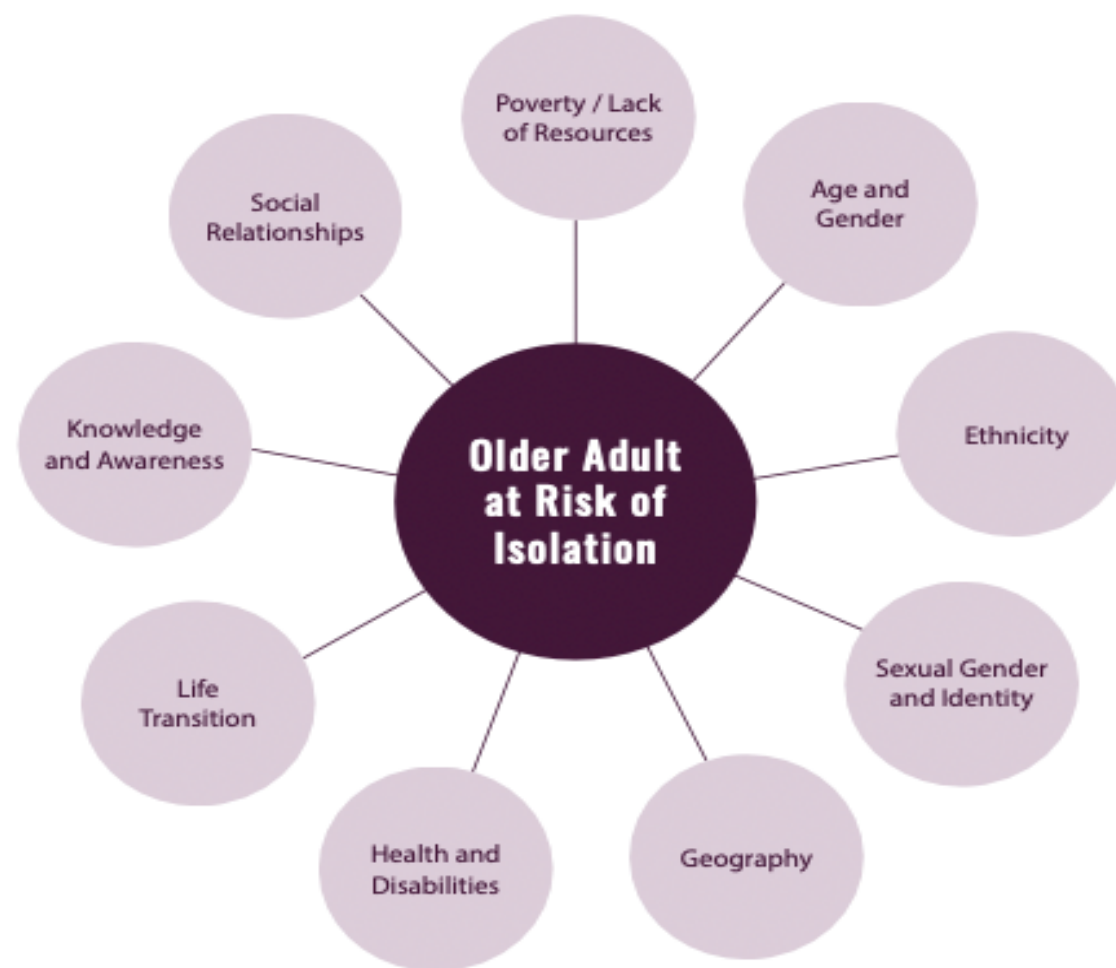 Poverty / Lack
of Resources
Age and
Gender
Ethnicity
Sexual Gender
and Identity
Geography
Health and
Disabilities
Life
Transition
Knowledge
and Awareness
Social
Relationships
Older Adult
at Risk of
Isolation